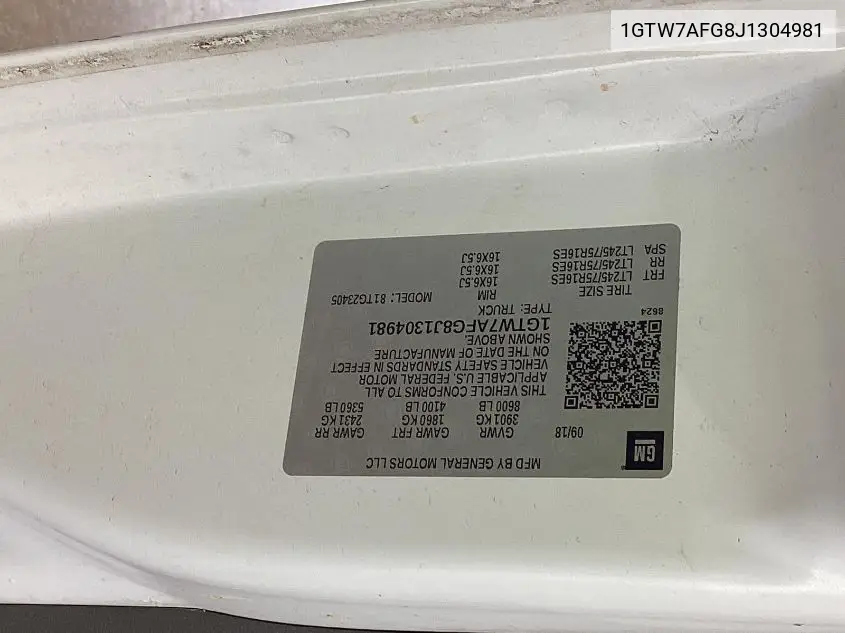 1GTW7AFG8J1304981
GM
MFD BY GENERAL MOTORS LLC
09/18 GVWR GAWR FRT GAWR RR
3901 KG 1860 KG 2431 KG
8600 LB 4100 LB 5360 LB
THIS VEHICLE CONFORMS TO ALL
APPLICABLE U.S. FEDERAL MOTOR
VEHICLE SAFETY STANDARDS IN EFFECT
ON THE DATE OF MANUFACTURE
SHOWN ABOVE.
1GTW7AFG8J1304981
8624 TYPE: TRUCK
TIRE SIZE RIM MODEL: 81TG23405
FRT LT245/75R16ES 16X6.5J
RR LT245/75R16ES 16X6.5J
SPA LT245/75R16ES 16X6.5J